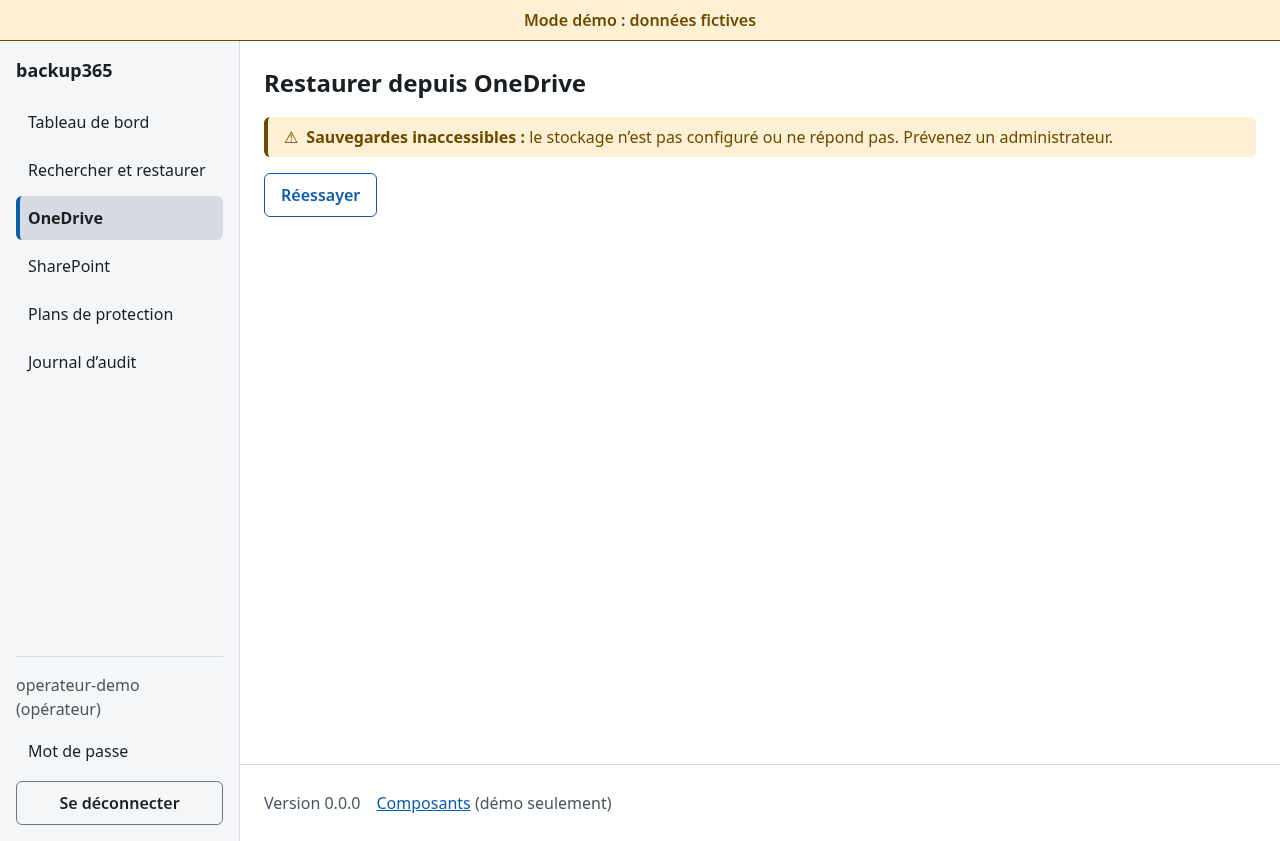 Mode démo : données fictives
backup365
Tableau de bord
Rechercher et restaurer
OneDrive
SharePoint
Plans de protection
Journal d’audit
operateur-demo
(opérateur)
Mot de passe
Se déconnecter
Restaurer depuis OneDrive
⚠ Sauvegardes inaccessibles : le stockage n’est pas configuré ou ne répond pas. Prévenez un administrateur.
Réessayer
Version 0.0.0 Composants (démo seulement)